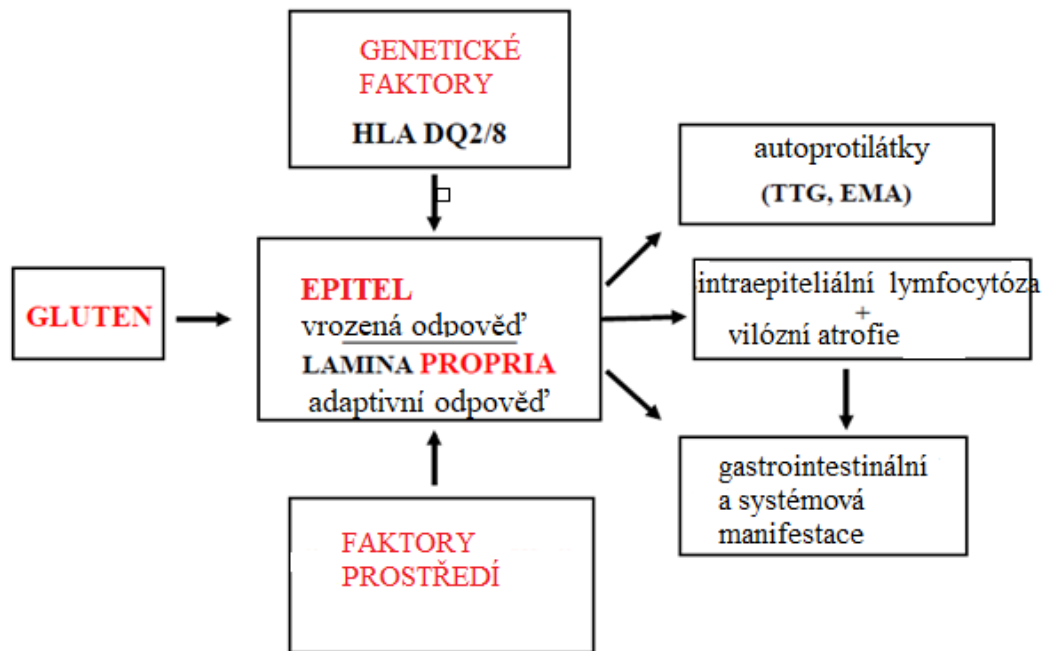 GENETICKÉ
FAKTORY
HLA DQ2/8
autoprotilátky
(TTG, EMA)
GLUTEN
EPITEL
vrozená odpověď
LAMINA PROPRIA
adaptivní odpověď
intraepiteliální lymfocytóza
+
vilózní atrofie
gastrointestinální
a systémová
manifestace
FAKTORY
PROSTŘEDÍ